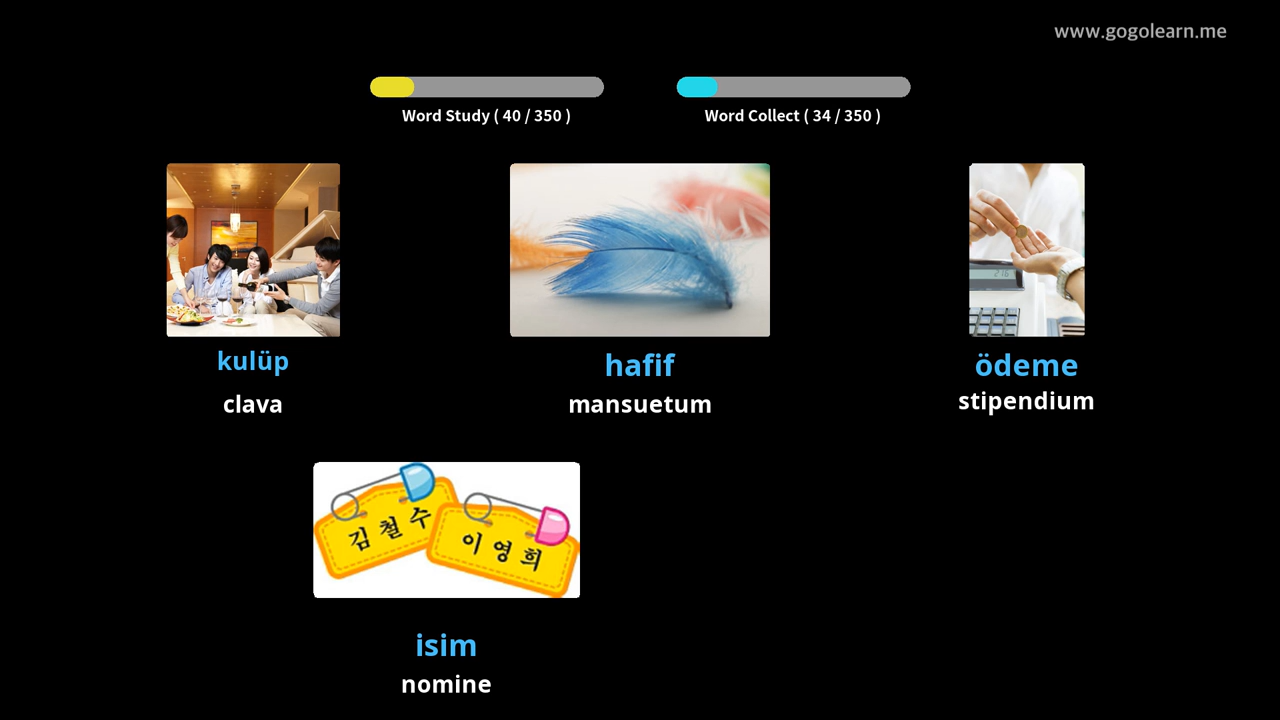 www.gogolearn.me
Word Study ( 40 / 350 )
Word Collect ( 34 / 350 )
216
kulüp
clava
hafif
mansuetum
ödeme
stipendium
김철수
이영희
isim
nomine